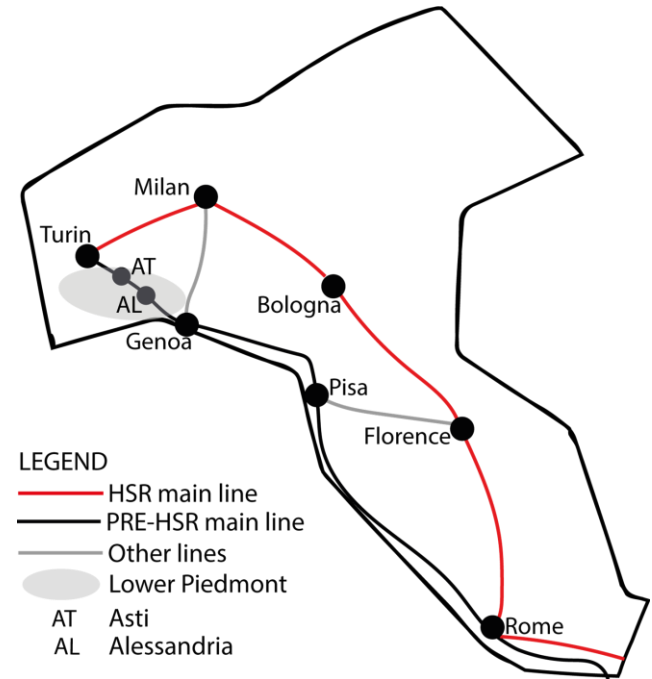 Milan
Turin
AT
AL
Bologna
Genoa
Pisa
Florence
LEGEND
HSR main line
PRE-HSR main line
Other lines
Lower Piedmont
AT Asti
Rome
AL Alessandria